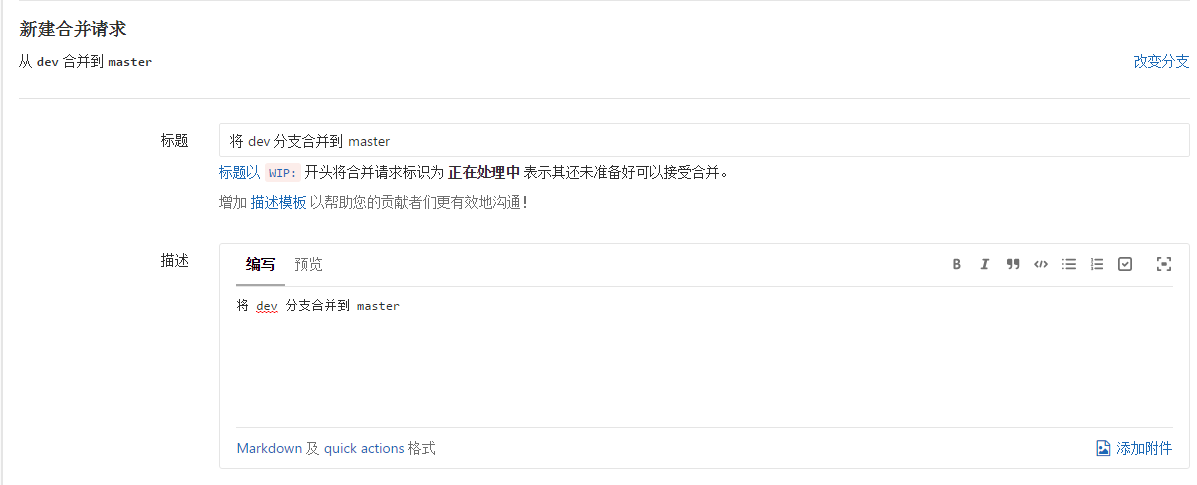 新建合并请求
从 dev 合并到 master
改变分支
标题
将 dev 分支合并到 master
标题以 WIP: 开头将合并请求标识为 正在处理中 表示其还未准备好可以接受合并。
增加 描述模板 以帮助您的贡献者们更有效地沟通！
描述
编写 预览
将 dev 分支合并到 master
Markdown 及 quick actions 格式
添加附件